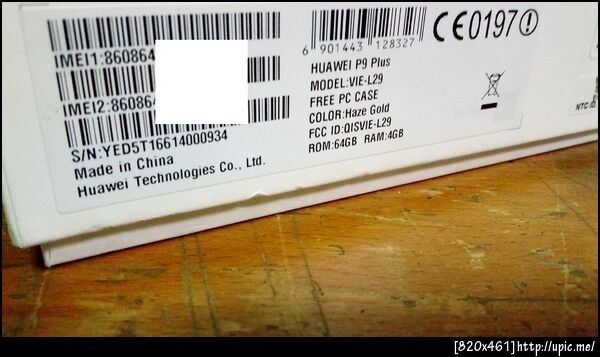 IMEI1:860864
IMEI2:86086
S/N:YED5T16614000934
Made in China
Huawei Technologies Co., Ltd.
6 901443 128327
HUAWEI P9 Plus
MODEL:VIE-L29
FREE PC CASE
COLOR:Haze Gold
FCC ID:QISVIE-L29
ROM:64GB RAM:4GB
CE0197
NTC ID
[820x461]http://upic.me/